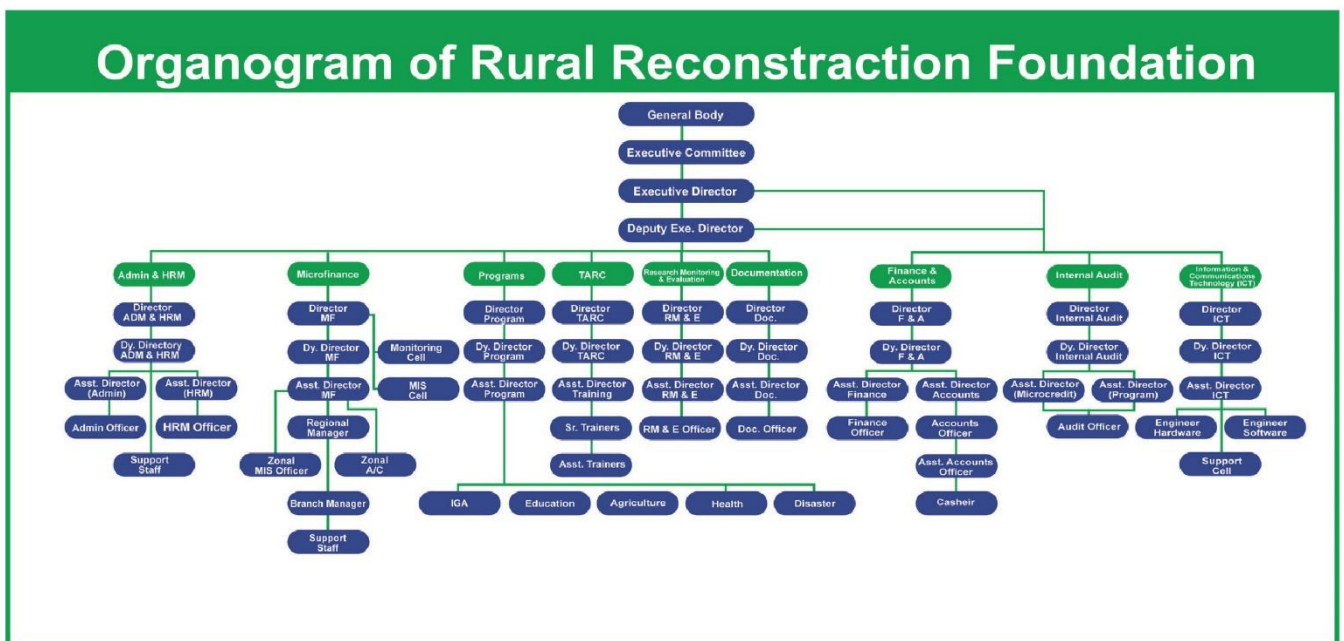 Organogram of Rural Reconstraction Foundation
General Body
Executive Committee
Executive Director
Deputy Exe. Director
Admin & HRM
Microfinance
Programs
TARC
Research Monitoring
& Evaluation
Documentation
Finance &
Accounts
Internal Audit
Information &
Communications
Technology (ICT)
Director
ADM & HRM
Director
MF
Director
Program
Director
TARC
Director
RM & E
Director
Doc.
Director
F & A
Director
Internal Audit
Director
ICT
Dy. Directory
ADM & HRM
Dy. Director
MF
Monitoring
Cell
Dy. Director
Program
Dy. Director
TARC
Dy. Director
RM & E
Dy. Director
Doc.
Dy. Director
F & A
Dy. Director
Internal Audit
Dy. Director
ICT
Asst. Director
(Admin)
Asst. Director
(HRM)
Asst. Director
MF
MIS
Cell
Asst. Director
Program
Asst. Director
Training
Asst. Director
RM & E
Asst. Director
Doc.
Asst. Director
Finance
Asst. Director
Accounts
Asst. Director
(Microcredit)
Asst. Director
(Program)
Asst. Director
ICT
Admin Officer
HRM Officer
Regional
Manager
Sr. Trainers
RM & E Officer
Doc. Officer
Finance
Officer
Accounts
Officer
Audit Officer
Engineer
Hardware
Engineer
Software
Support
Staff
Zonal
MIS Officer
Zonal
A/C
Asst. Trainers
Asst. Accounts
Officer
Support
Cell
Branch Manager
IGA
Education
Agriculture
Health
Disaster
Casheir
Support
Staff